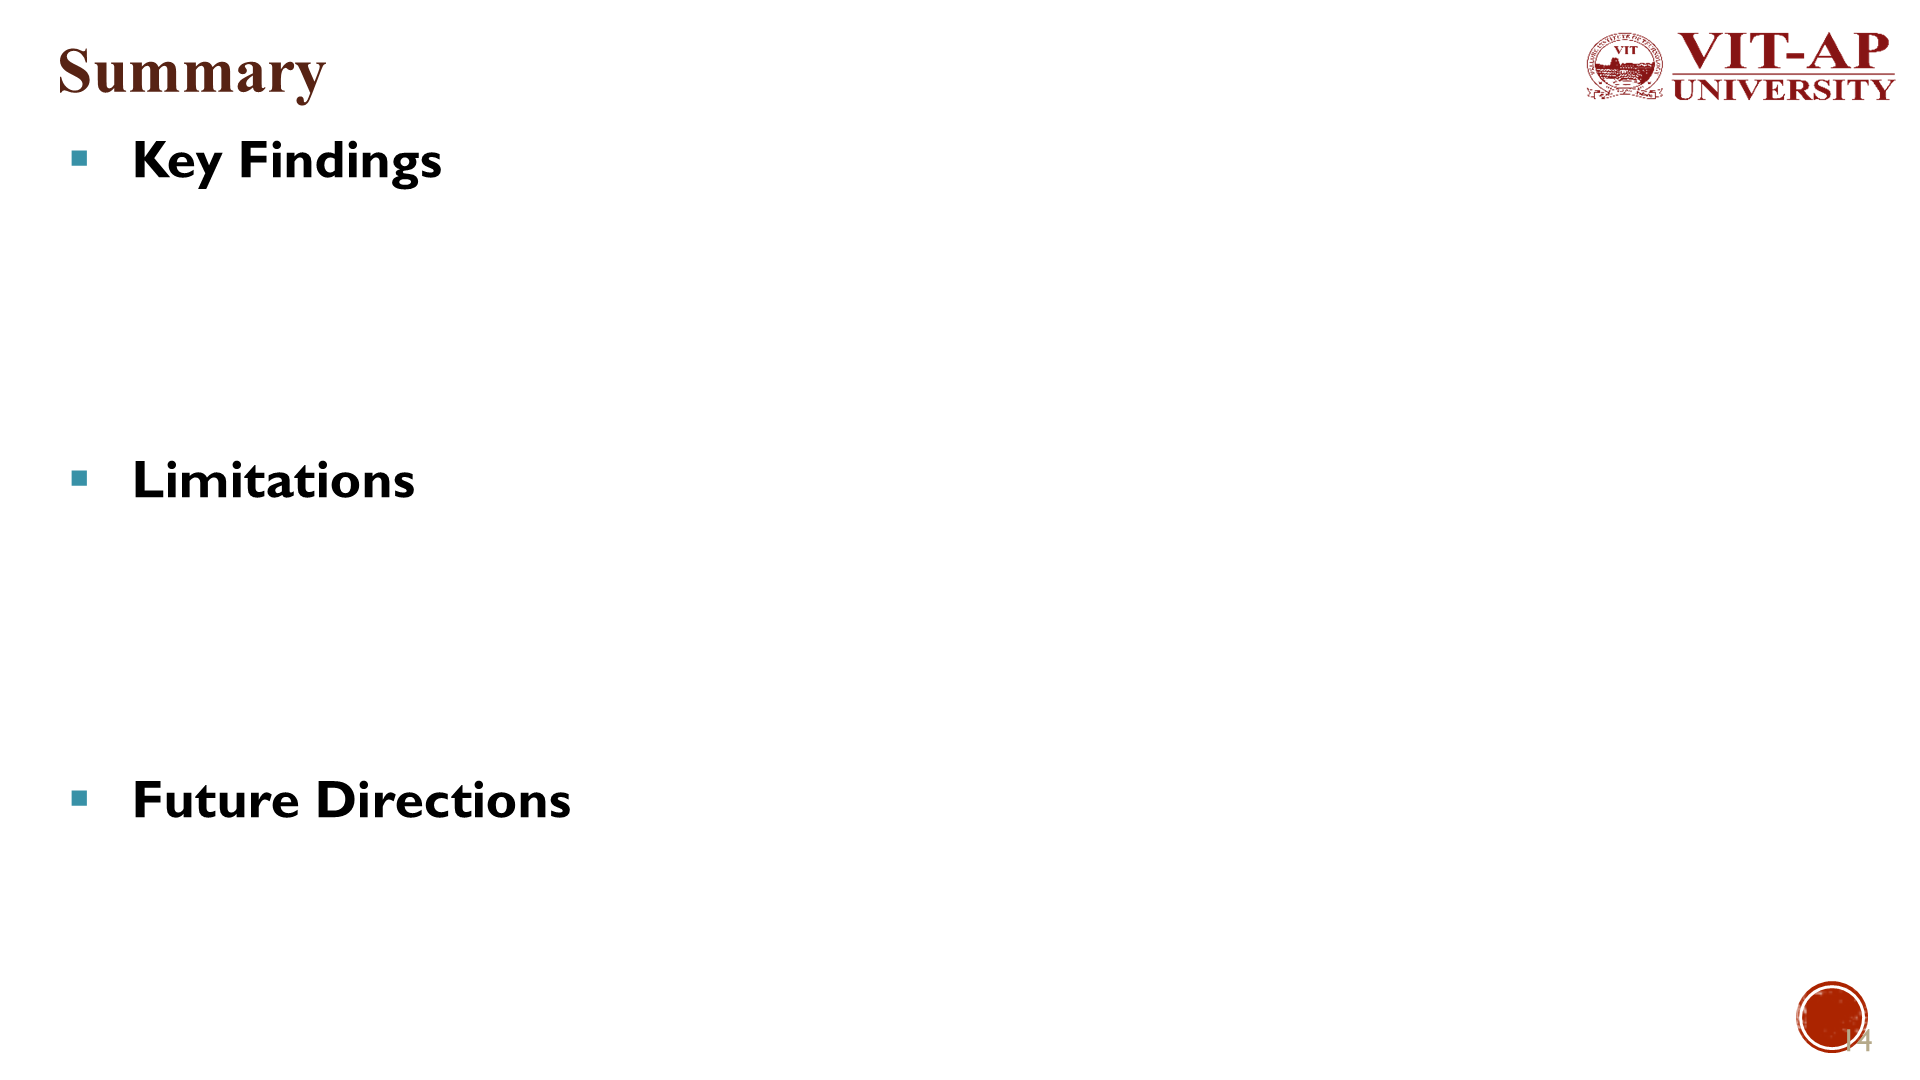 Summary
VIT
VIT-AP
UNIVERSITY
▪ Key Findings
▪ Limitations
▪ Future Directions
14